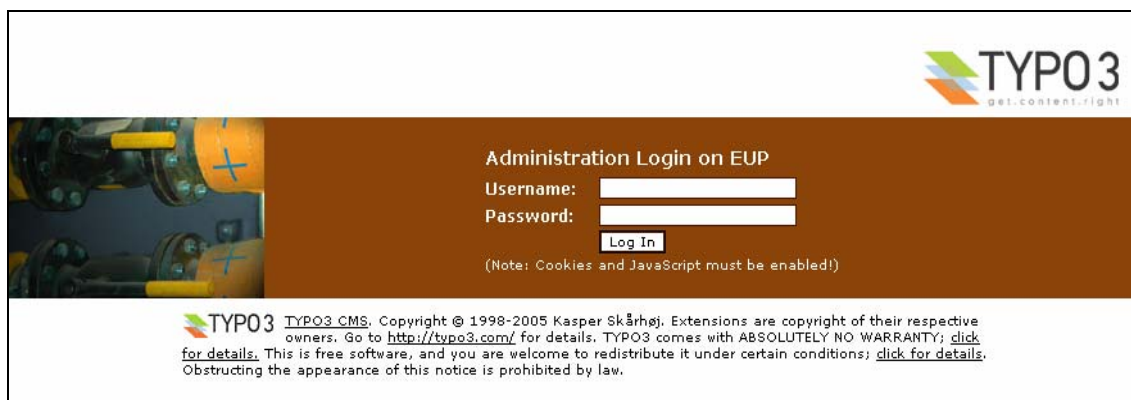 TYPO3
get.content.right
Administration Login on EUP
Username:
Password:
Log In
(Note: Cookies and JavaScript must be enabled!)
TYPO3 TYPO3 CMS. Copyright © 1998-2005 Kasper Skårhøj. Extensions are copyright of their respective
owners. Go to http://typo3.com/ for details. TYPO3 comes with ABSOLUTELY NO WARRANTY; click
for details. This is free software, and you are welcome to redistribute it under certain conditions; click for details.
Obstructing the appearance of this notice is prohibited by law.